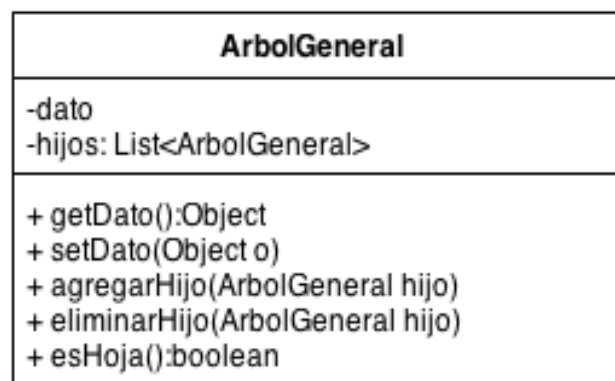 ArbolGeneral
-dato
-hijos: List<ArbolGeneral>
+ getDato():Object
+ setDato(Object o)
+ agregarHijo(ArbolGeneral hijo)
+ eliminarHijo(ArbolGeneral hijo)
+ esHoja():boolean